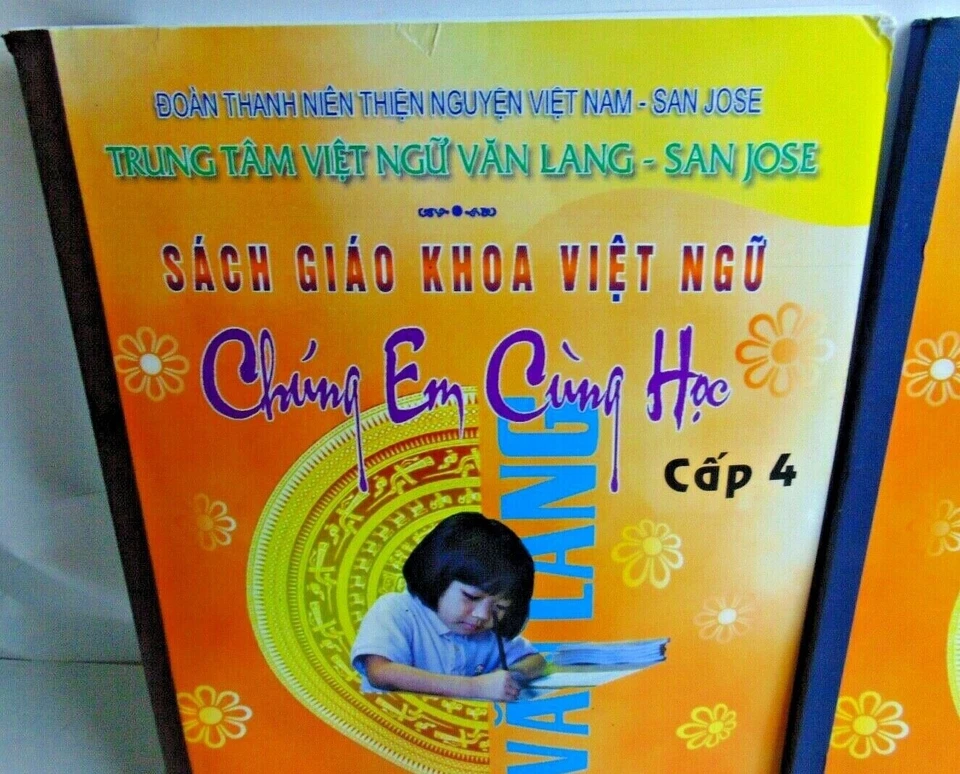 ĐOÀN THANH NIÊN THIỆN NGUYỆN VIỆT NAM - SAN JOSE
TRUNG TÂM VIỆT NGỮ VĂN LANG - SAN JOSE
SÁCH GIÁO KHOA VIỆT NGỮ
Chúng Em Cùng Học
Cấp 4
VĂN LANG